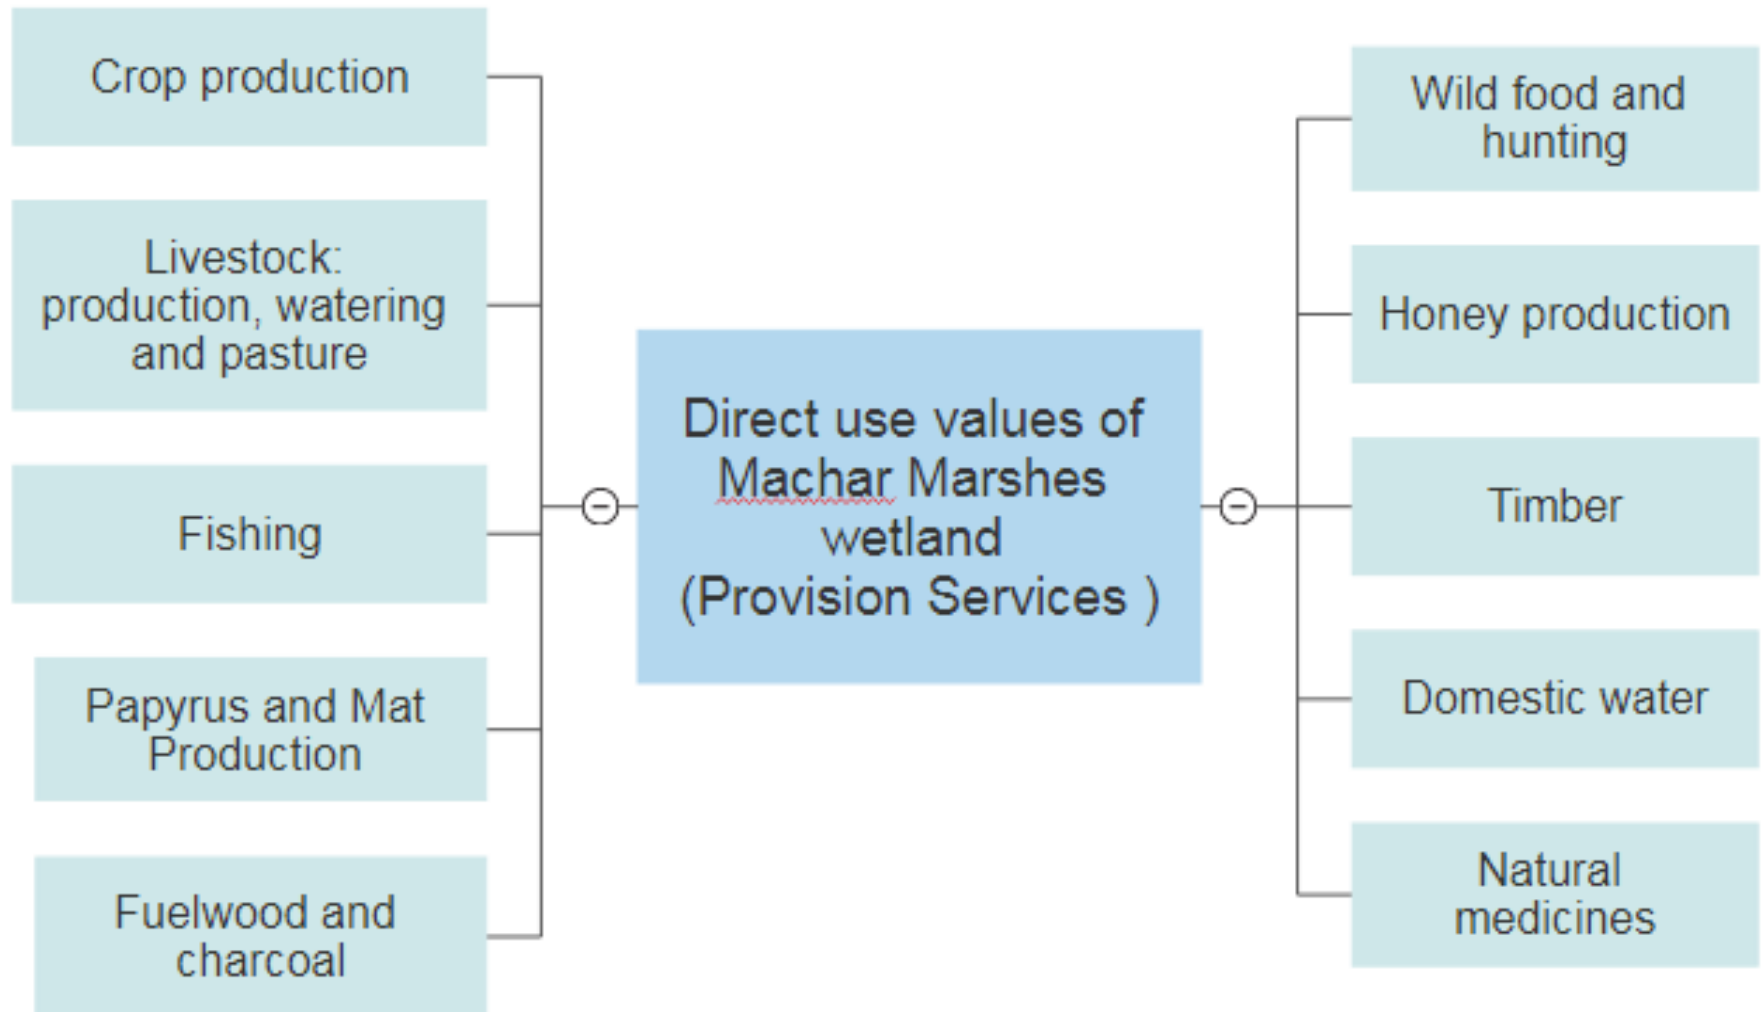 Crop production
Livestock:
production, watering
and pasture
Fishing
Papyrus and Mat
Production
Fuelwood and
charcoal
Direct use values of
Machar Marshes
wetland
(Provision Services )
Wild food and
hunting
Honey production
Timber
Domestic water
Natural
medicines